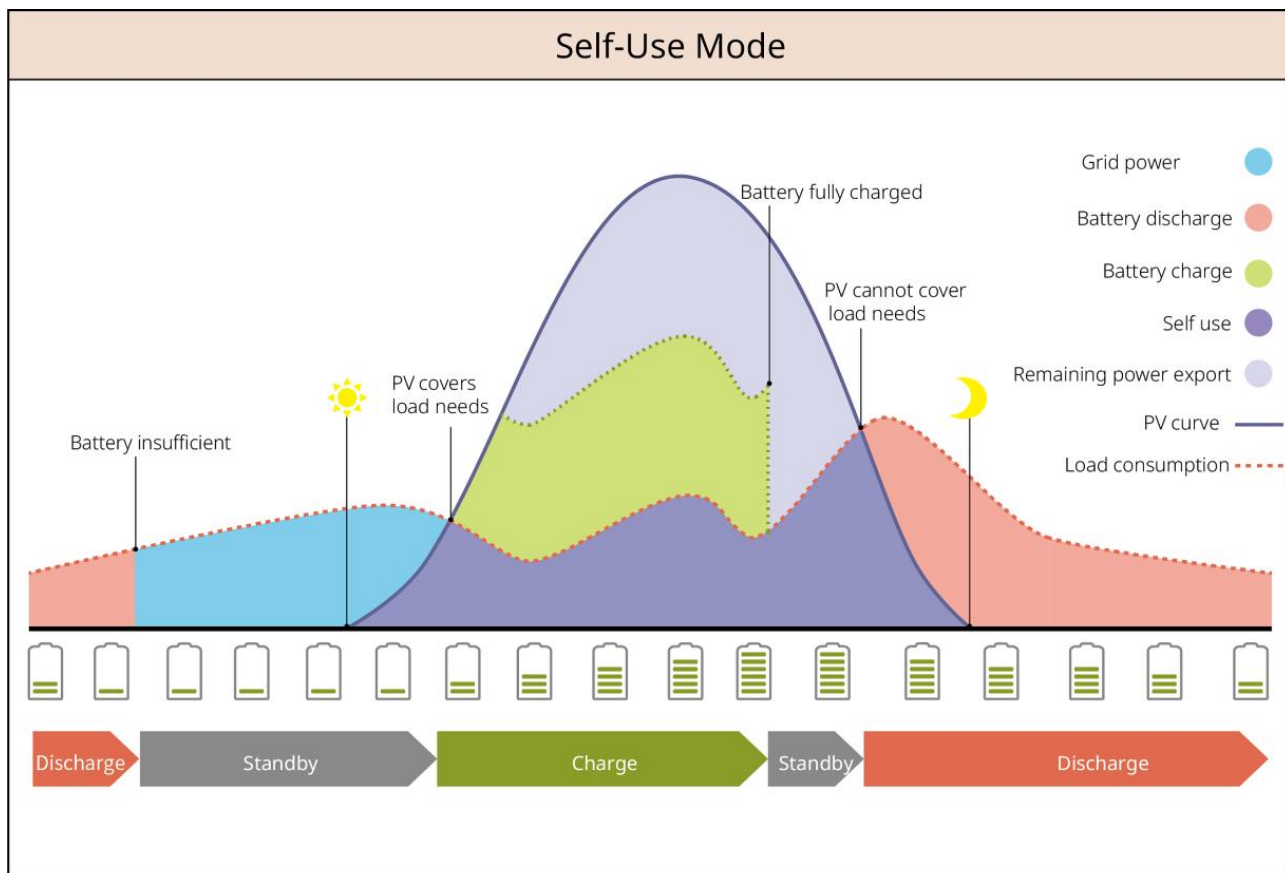 Self-Use Mode
Grid power
Battery discharge
Battery charge
Self use
Remaining power export
PV curve
Load consumption
Battery fully charged
PV cannot cover
load needs
PV covers
load needs
Battery insufficient
Discharge
Standby
Charge
Standby
Discharge